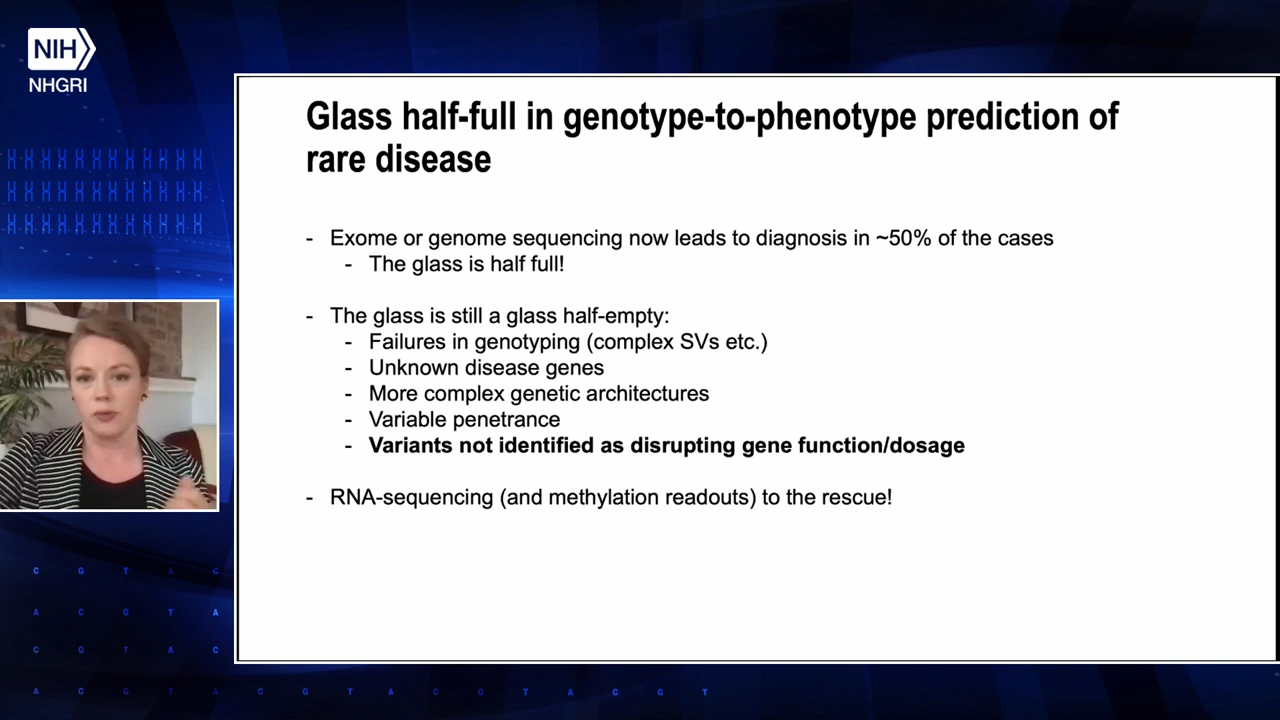 NIH
NHGRI
Glass half-full in genotype-to-phenotype prediction of
rare disease
- Exome or genome sequencing now leads to diagnosis in ~50% of the cases
- The glass is half full!
- The glass is still a glass half-empty:
- Failures in genotyping (complex SVs etc.)
- Unknown disease genes
- More complex genetic architectures
- Variable penetrance
- Variants not identified as disrupting gene function/dosage
- RNA-sequencing (and methylation readouts) to the rescue!
C G T A C
A C G T A
C G T A C
A C G T A C G T A C G T A C G T